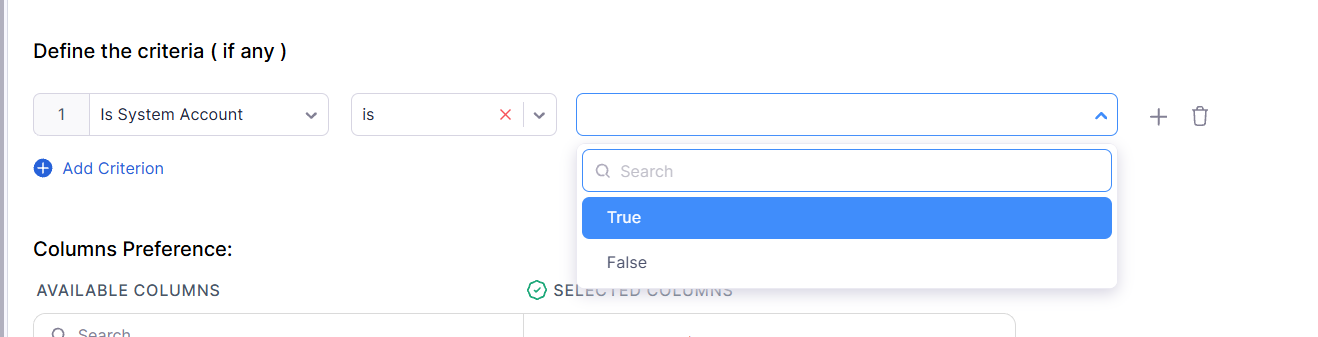 Define the criteria ( if any )
1 Is System Account is
Add Criterion
Search
True
False
Columns Preference:
AVAILABLE COLUMNS SELECTED COLUMNS
Search